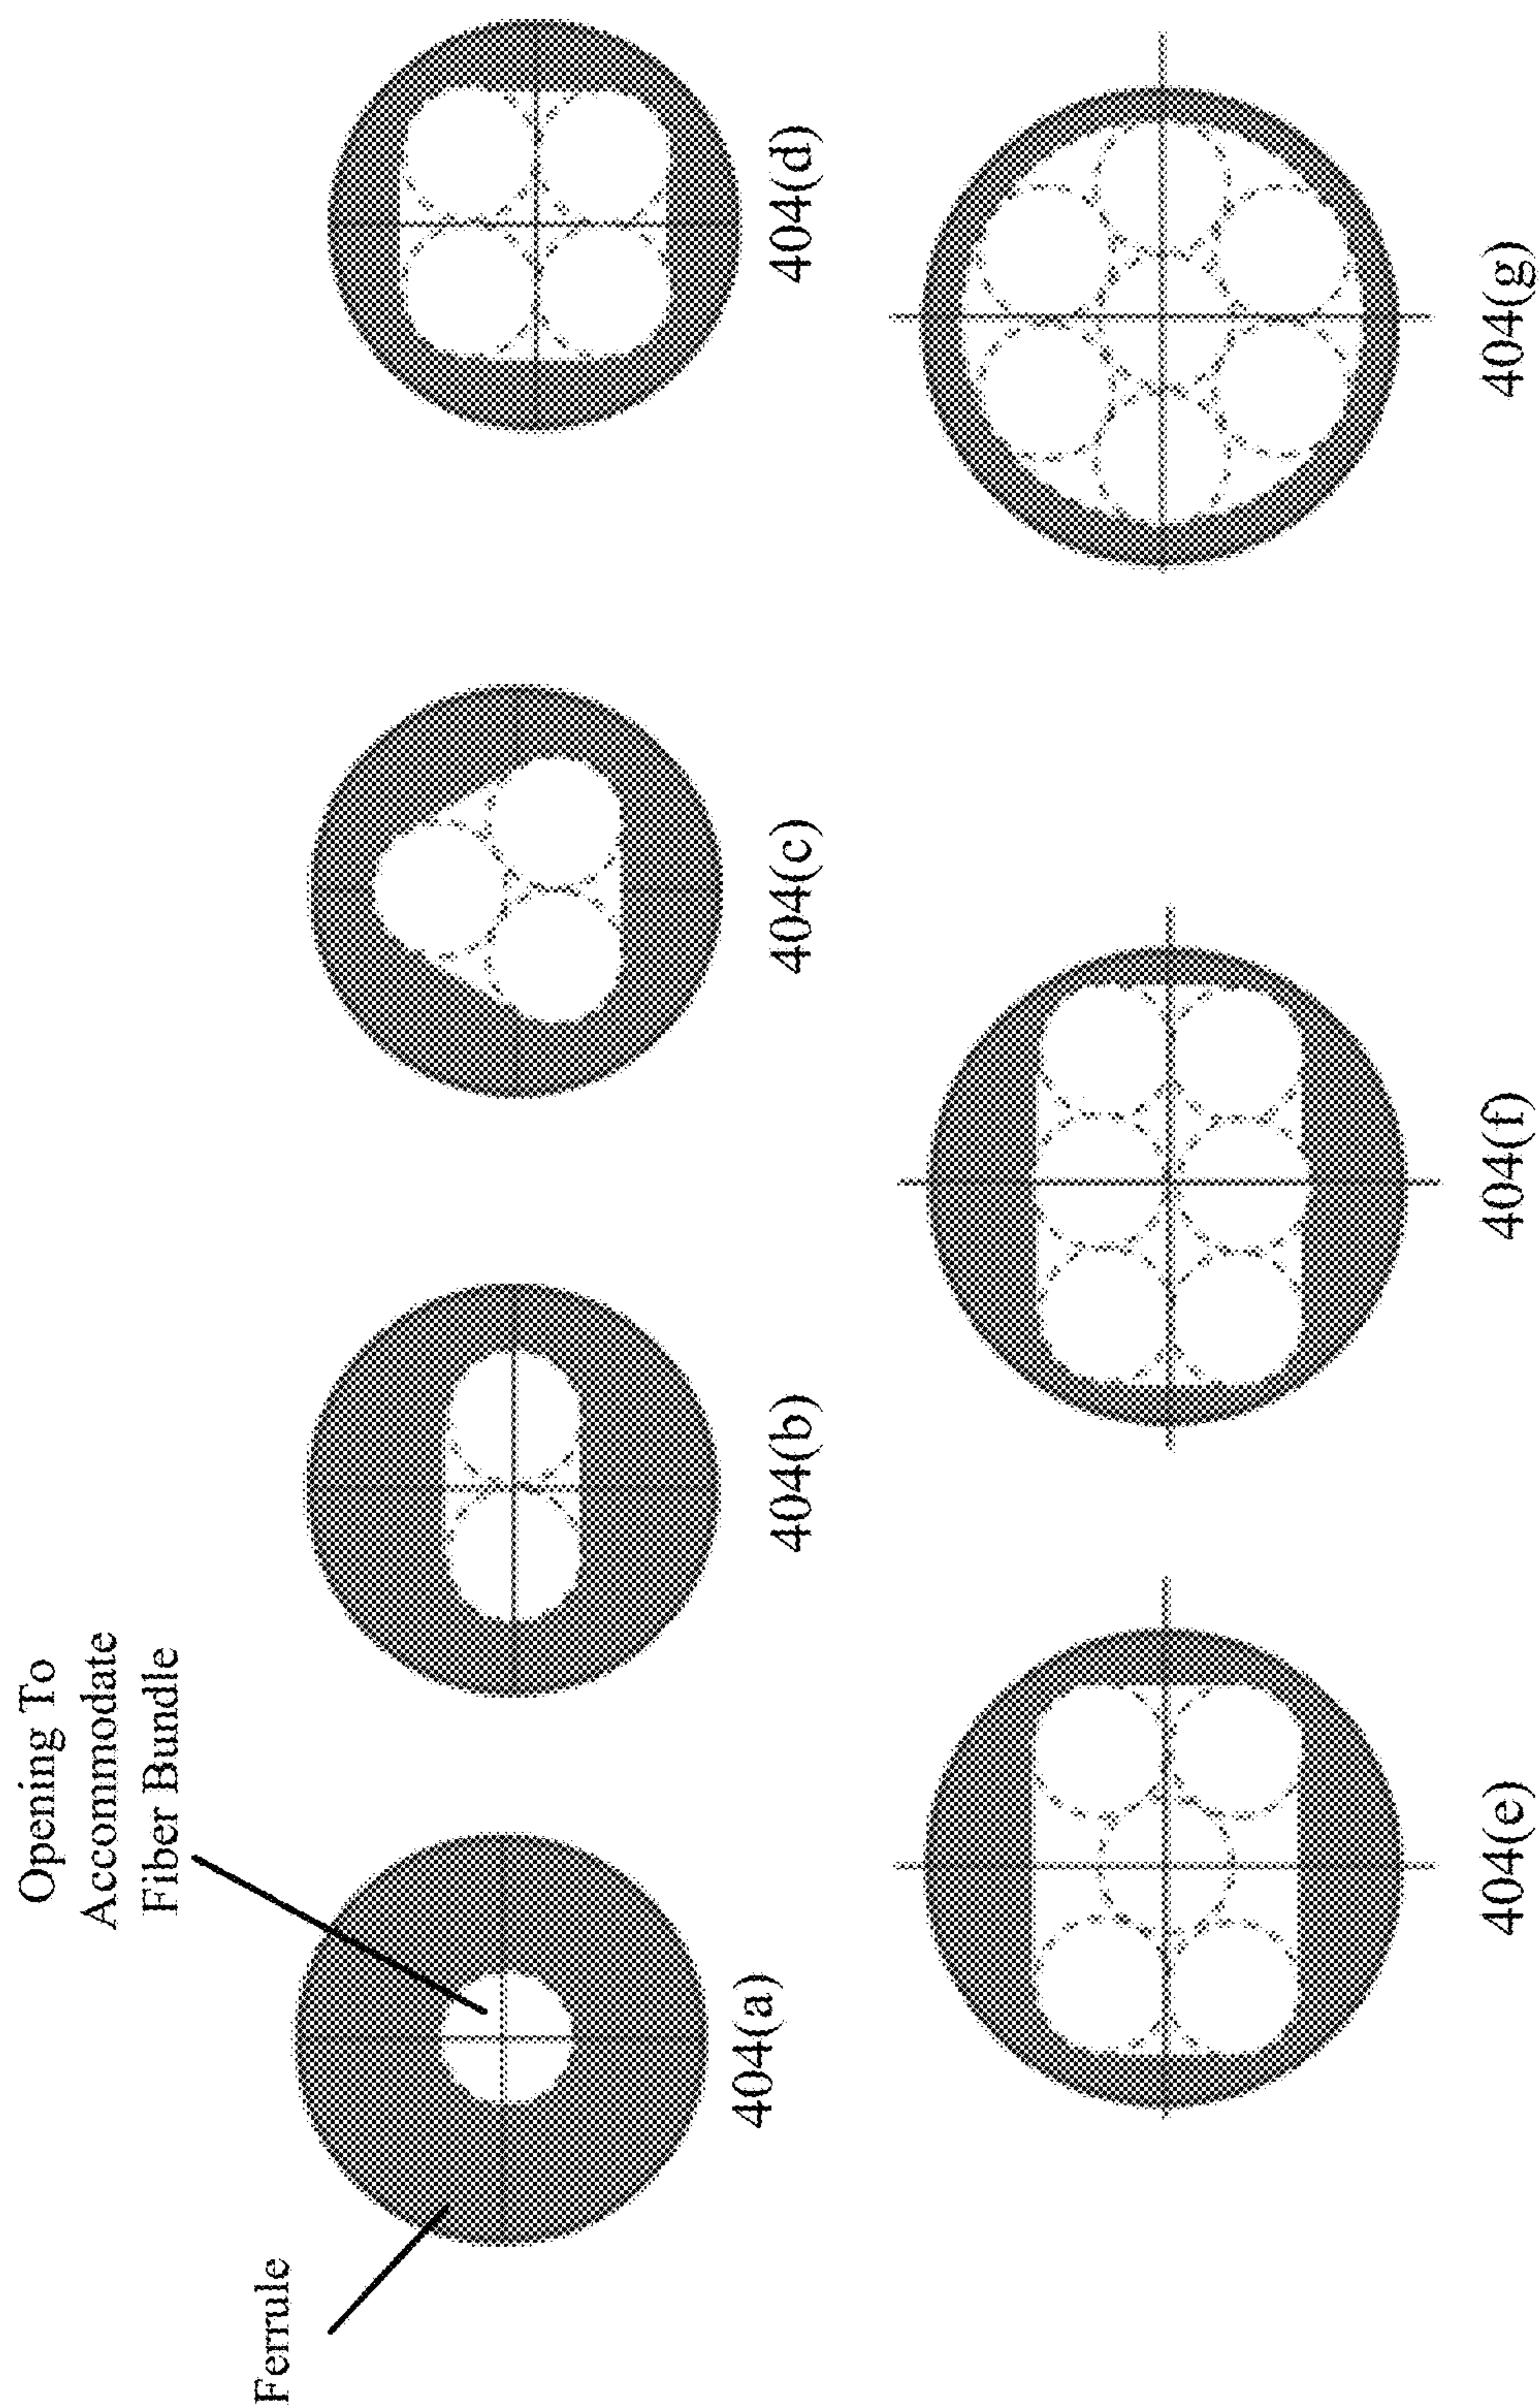 Opening To
Accommodate
Fiber Bundle
Ferrule
404(a)
404(b)
404(c)
404(d)
404(e)
404(f)
404(g)